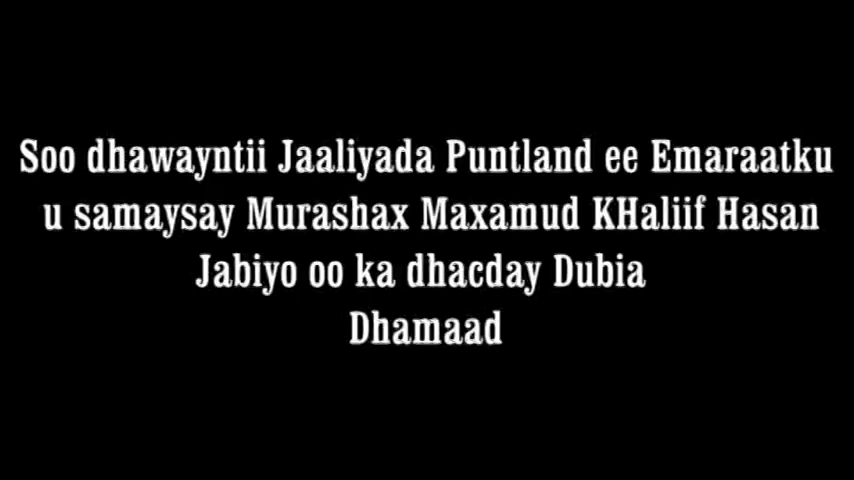 Soo dhawayntii Jaaliyada Puntland ee Emaraatku
u samaysay Murashax Maxamud KHaliif Hasan
Jabiyo oo ka dhacday Dubia
Dhamaad